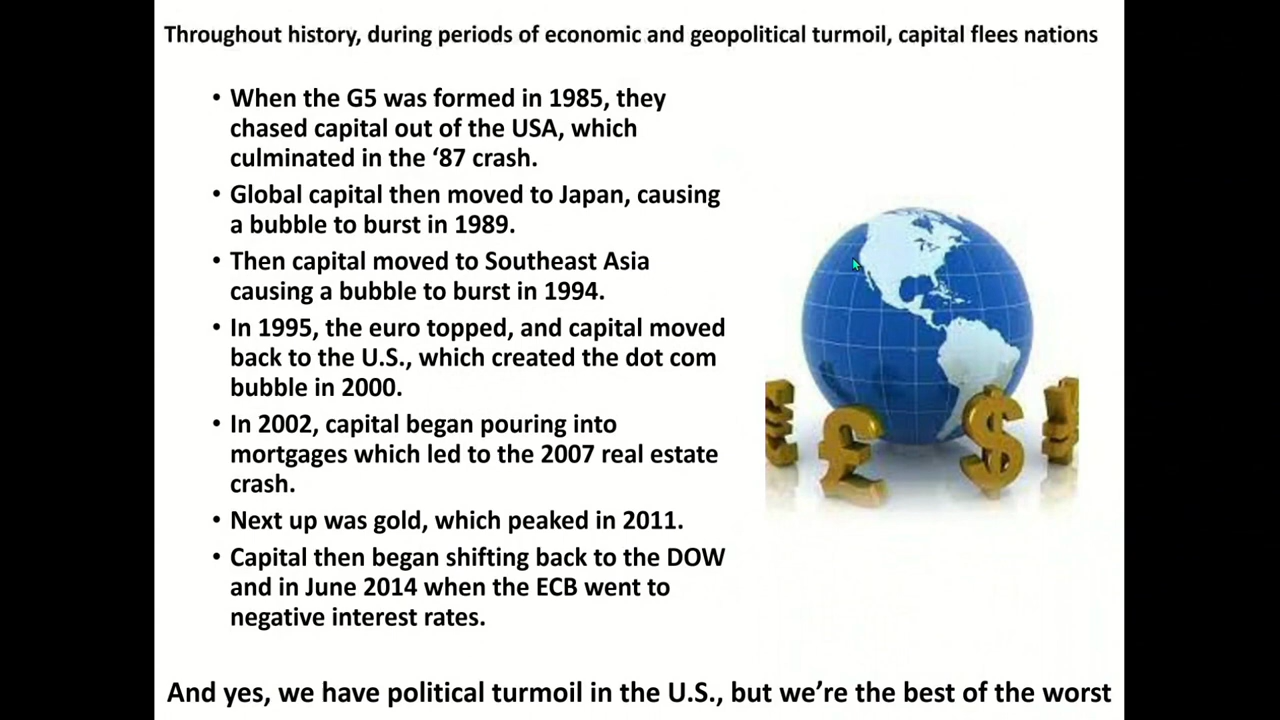 Throughout history, during periods of economic and geopolitical turmoil, capital flees nations
• When the G5 was formed in 1985, they
chased capital out of the USA, which
culminated in the ‘87 crash.
• Global capital then moved to Japan, causing
a bubble to burst in 1989.
• Then capital moved to Southeast Asia
causing a bubble to burst in 1994.
• In 1995, the euro topped, and capital moved
back to the U.S., which created the dot com
bubble in 2000.
• In 2002, capital began pouring into
mortgages which led to the 2007 real estate
crash.
• Next up was gold, which peaked in 2011.
• Capital then began shifting back to the DOW
and in June 2014 when the ECB went to
negative interest rates.
And yes, we have political turmoil in the U.S., but we’re the best of the worst